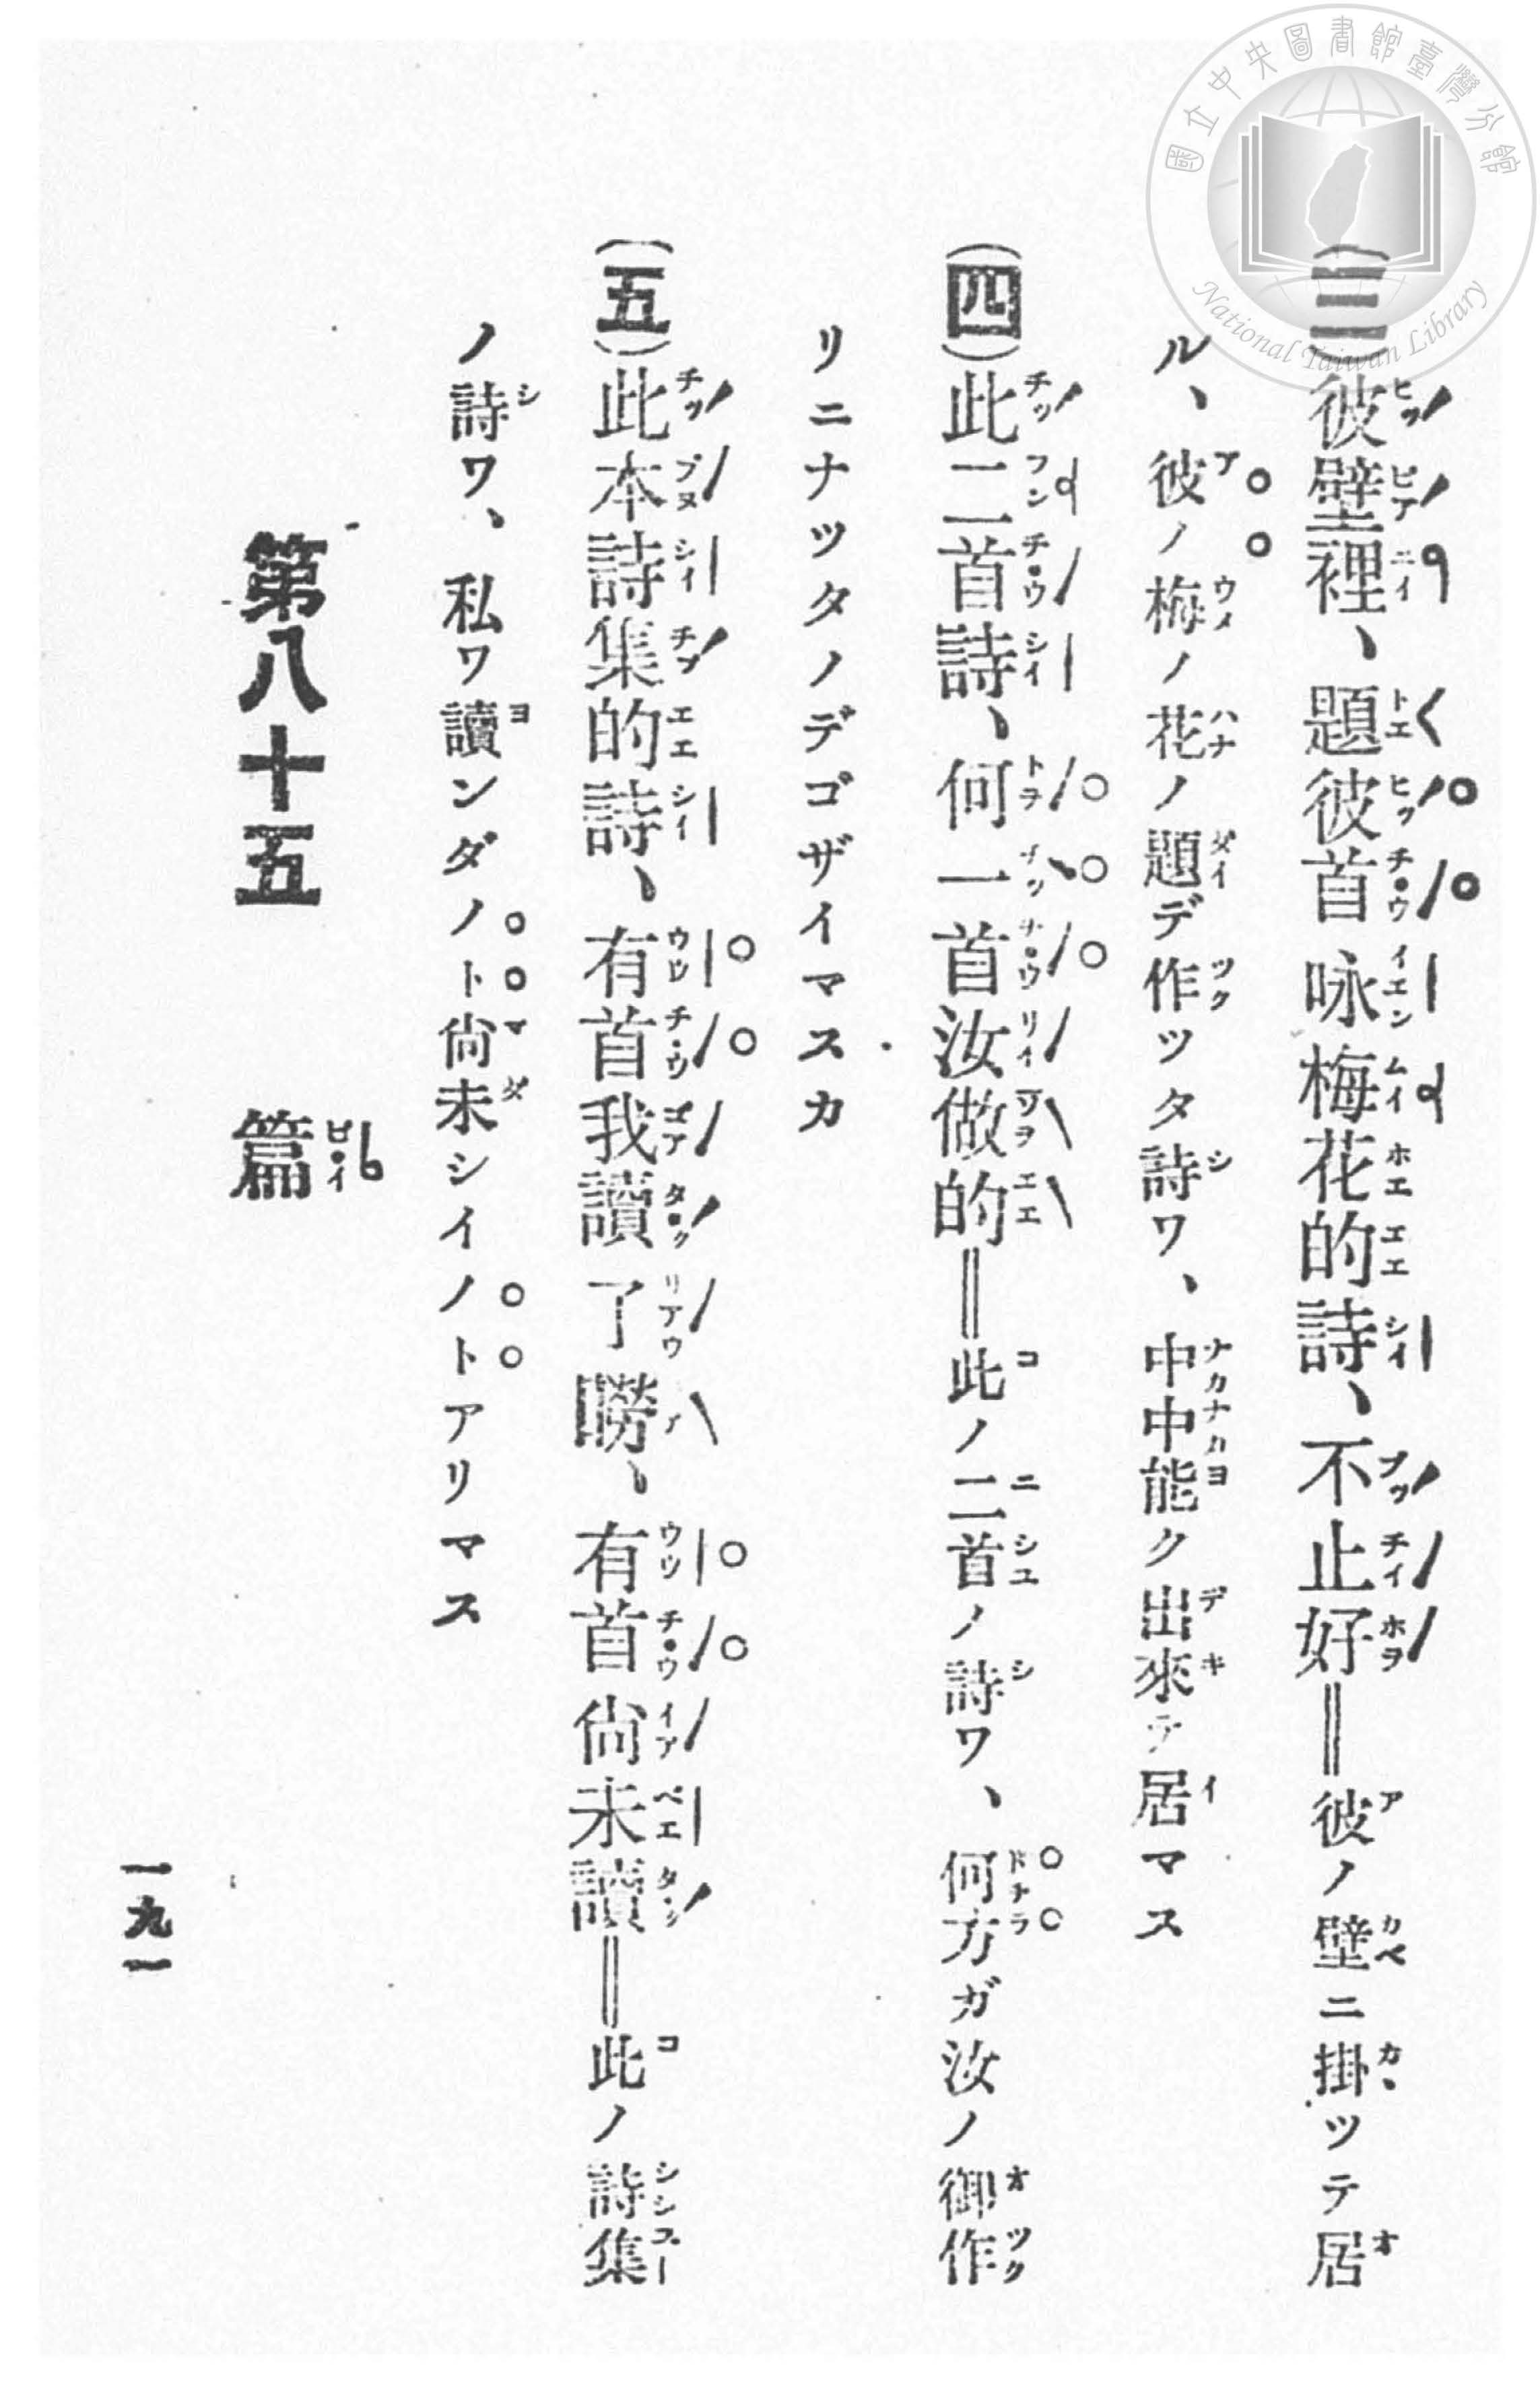 國立中央圖書館臺灣分館
National Taiwan Library
(三)彼壁裡、題彼首咏梅花的詩、不止好＝彼ノ壁ニ掛ツテ居
ル、彼ノ梅ノ花ノ題デ作ツタ詩ワ、中中能ク出來テ居マス
(四)此二首詩、何一首汝做的＝此ノ二首ノ詩ワ、何方ガ汝ノ御作
リニナツタノデゴザイマスカ
(五)此本詩集的詩、有首我讀了嘮、有首尙未讀＝此ノ詩集
ノ詩ワ、私ワ讀ンダノト尙未シイノトアリマス
第八十五篇
一九一